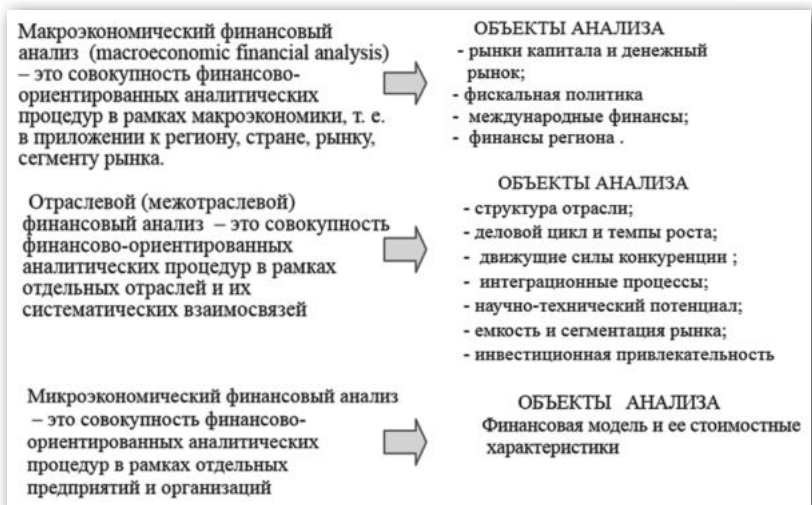 Макроэкономический финансовый
анализ (macroeconomic financial analysis)
– это совокупность финансово-
ориентированных аналитических
процедур в рамках макроэкономики, т. е.
в приложении к региону, стране, рынку,
сегменту рынка.
ОБЪЕКТЫ АНАЛИЗА
- рынки капитала и денежный
рынок;
- фискальная политика
- международные финансы;
- финансы региона .
Отраслевой (межотраслевой)
финансовый анализ – это совокупность
финансово-ориентированных
аналитических процедур в рамках
отдельных отраслей и их
систематических взаимосвязей
ОБЪЕКТЫ АНАЛИЗА
- структура отрасли;
- деловой цикл и темпы роста;
- движущие силы конкуренции ;
- интеграционные процессы;
- научно-технический потенциал;
- емкость и сегментация рынка;
- инвестиционная привлекательность
Микроэкономический финансовый анализ
– это совокупность финансово-
ориентированных аналитических
процедур в рамках отдельных
предприятий и организаций
ОБЪЕКТЫ АНАЛИЗА
Финансовая модель и ее стоимостные
характеристики